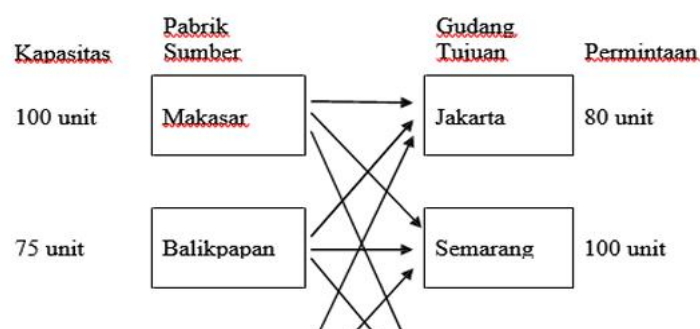 Pabrik Gudang
Kapasitas Sumber Tujuan Permintaan
100 unit Makasar Jakarta 80 unit
75 unit Balikpapan Semarang 100 unit